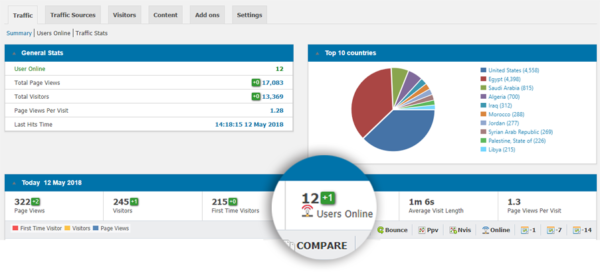 Traffic Traffic Sources Visitors Content Add ons Settings
Summary | Users Online | Traffic Stats
General Stats
User Online 12
Total Page Views +0 17,083
Total Visitors +0 13,369
Page Views Per Visit 1.28
Last Hits Time 14:18:15 12 May 2018
Top 10 countries
United States (4,558)
Egypt (4,398)
Saudi Arabia (815)
Algeria (700)
Iraq (312)
Morocco (288)
Jordan (277)
Syrian Arab Republic (269)
Palestine, State of (226)
Libya (215)
Today 12 May 2018
322 +2 245 +1 215 +0 12 +1 1m 6s 1.3
Page Views Visitors First Time Visitors Users Online Average Visit Length Page Views Per Visit
First Time Visitor Visitors Page Views COMPARE Bounce Ppv Nvis Online -1 -7 -14